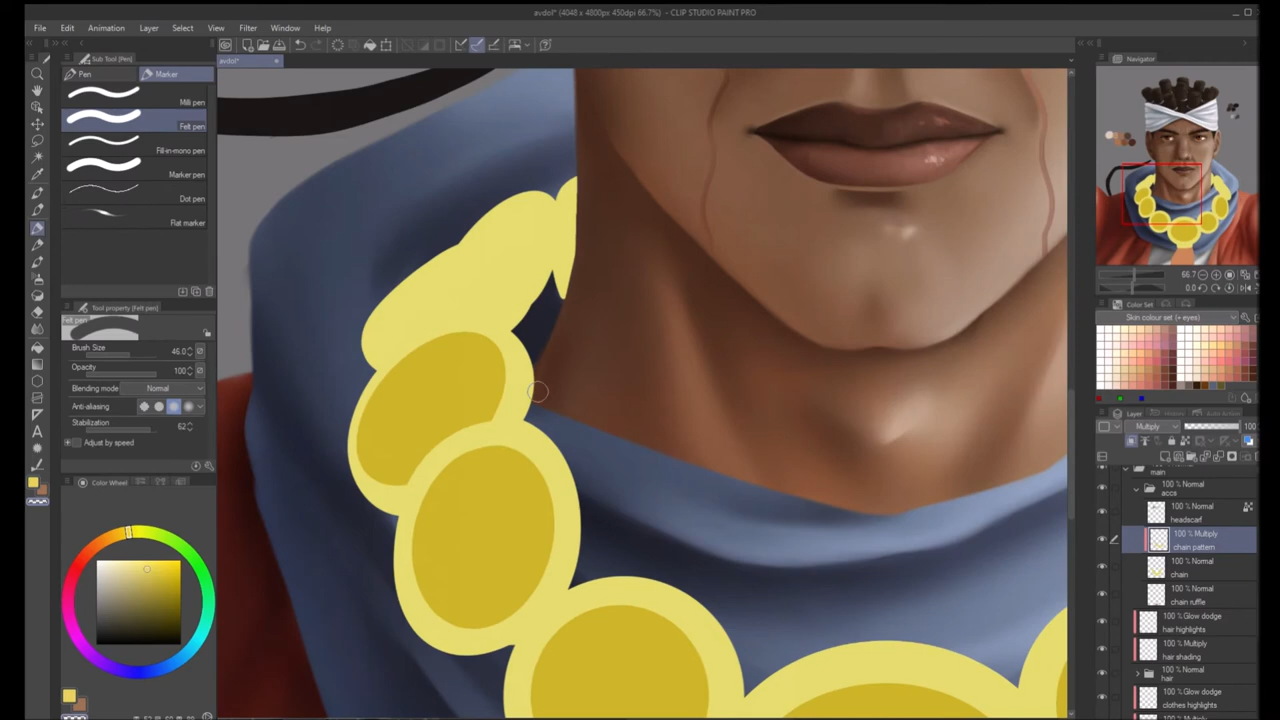 avdol* (4048 x 4800px 450dpi 66.7%) - CLIP STUDIO PAINT PRO
File Edit Animation Layer Select View Filter Window Help
Sub Tool [Pen]
avdol*
Navigator
Pen Marker
Milli pen
Felt pen
Fill-in-mono pen
Marker pen
Dot pen
Flat marker
66.7
0.0
Color Set
Skin colour set (+ eyes)
Tool property [Felt pen]
Felt pen
Brush Size 46.0
Opacity 100
Blending mode Normal
Anti-aliasing
Stabilization
62
Adjust by speed
Color Wheel
Layer
Multiply 100
main
100 % Normal
accs
100 % Normal
headscarf
100 % Multiply
chain pattern
100 % Normal
chain
100 % Normal
chain ruffle
100 % Glow dodge
hair highlights
100 % Multiply
hair shading
100 % Normal
hair
100 % Glow dodge
clothes highlights
100 % Multiply